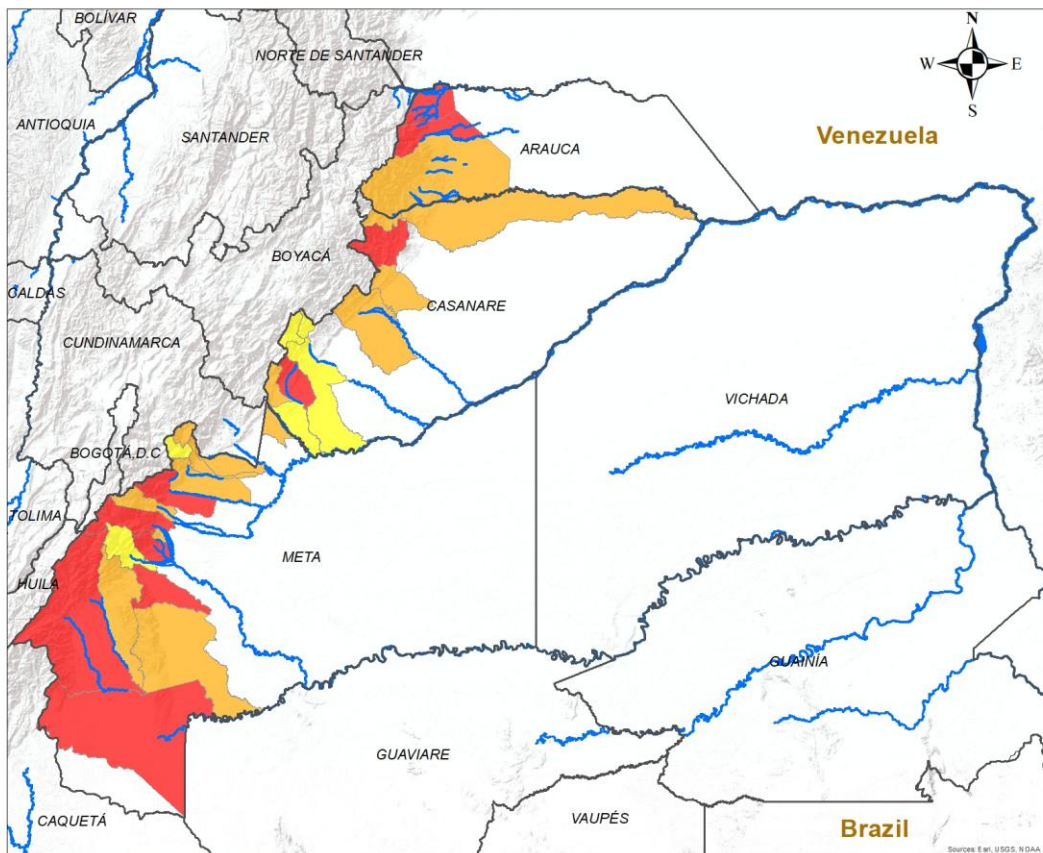 BOLÍVAR
N
NORTE DE SANTANDER
W
E
S
ANTIOQUIA
SANTANDER
Venezuela
ARAUCA
BOYACÁ
CALDAS
CASANARE
CUNDINAMARCA
VICHADA
BOGOTÁ,D.C
TOLIMA
META
HUILA
GUAINÍA
GUAVIARE
CAQUETÁ
VAUPÉS
Brazil
Sources: Esri, USGS, NOAA